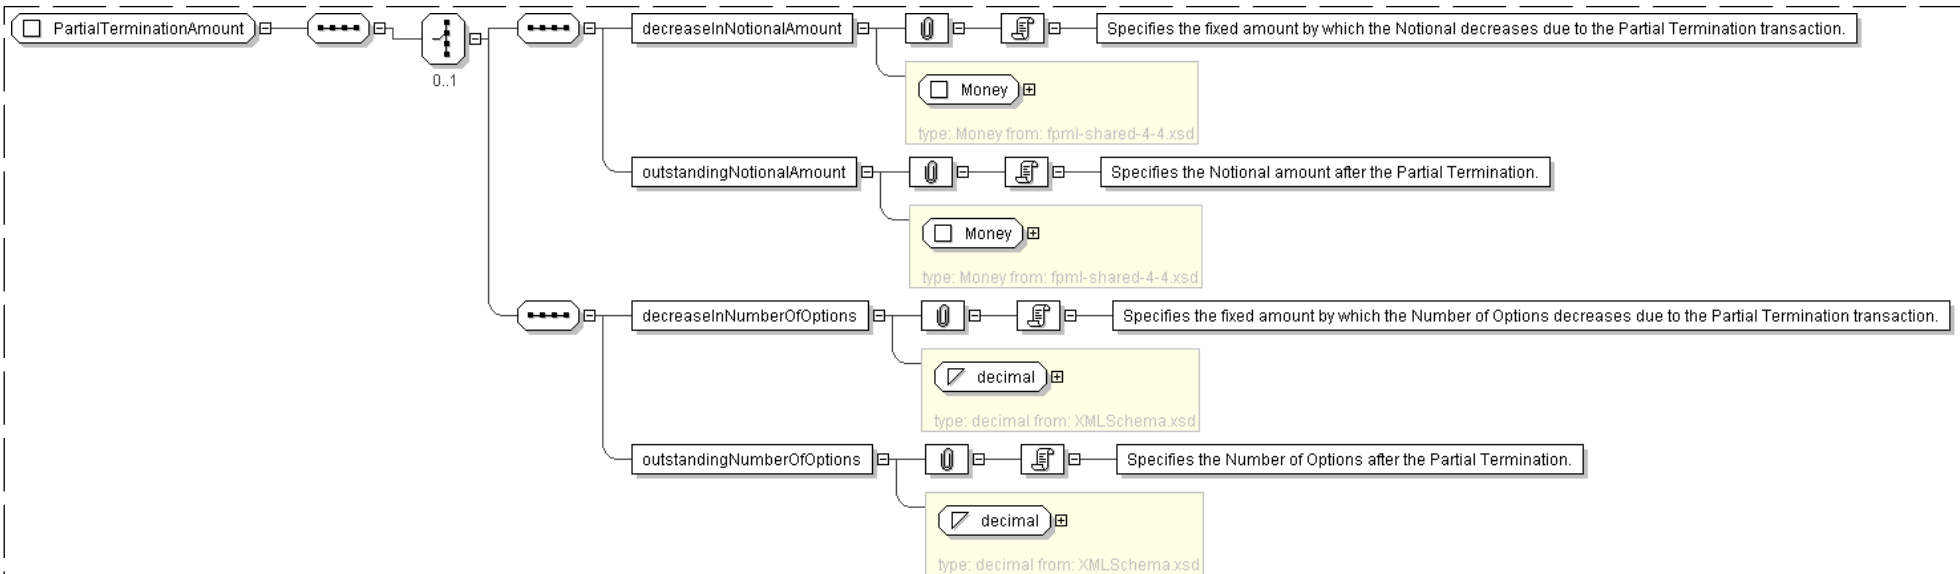 PartialTerminationAmount
0..1
decreaseInNotionalAmount
Specifies the fixed amount by which the Notional decreases due to the Partial Termination transaction.
Money
type: Money from: fpml-shared-4-4.xsd
outstandingNotionalAmount
Specifies the Notional amount after the Partial Termination.
Money
type: Money from: fpml-shared-4-4.xsd
decreaseInNumberOfOptions
Specifies the fixed amount by which the Number of Options decreases due to the Partial Termination transaction.
decimal
type: decimal from: XMLSchema.xsd
outstandingNumberOfOptions
Specifies the Number of Options after the Partial Termination.
decimal
type: decimal from: XMLSchema.xsd